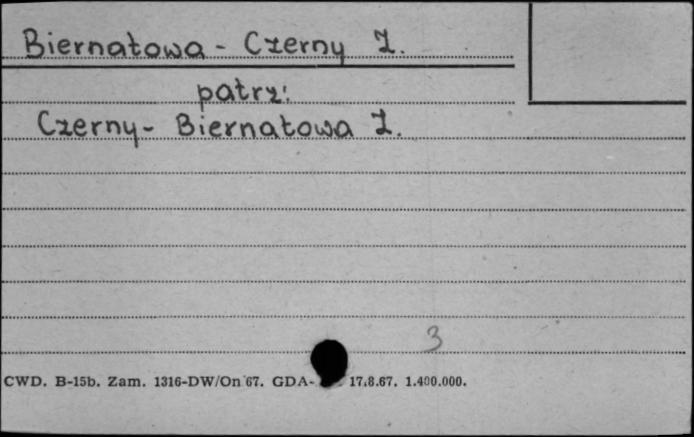 Biernatowa - Czerny Z.
patrz:
Czerny - Biernatowa Z.
3
CWD. B-15b. Zam. 1316-DW/On 67. GDA- 17.8.67. 1.400.000.